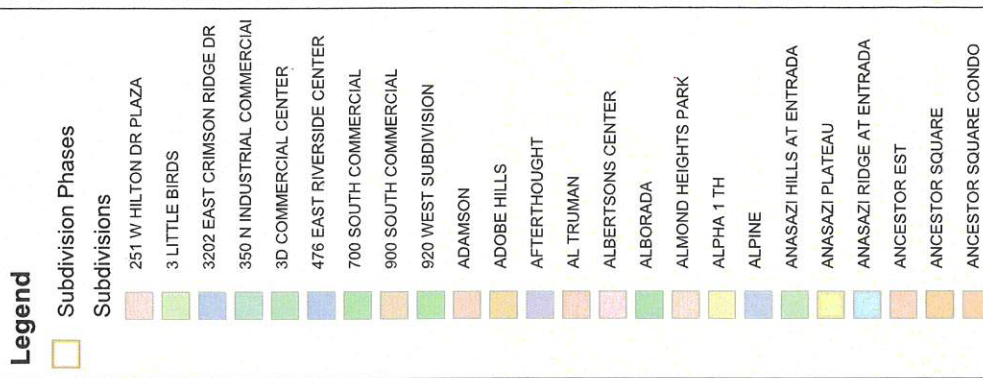 Legend
Subdivision Phases
Subdivisions
251 W HILTON DR PLAZA
3 LITTLE BIRDS
3202 EAST CRIMSON RIDGE DR
350 N INDUSTRIAL COMMERCIAL
3D COMMERCIAL CENTER
476 EAST RIVERSIDE CENTER
700 SOUTH COMMERCIAL
900 SOUTH COMMERCIAL
920 WEST SUBDIVISION
ADAMSON
ADOBE HILLS
AFTERTHOUGHT
AL TRUMAN
ALBERTSONS CENTER
ALBORADA
ALMOND HEIGHTS PARK
ALPHA 1 TH
ALPINE
ANASAZI HILLS AT ENTRADA
ANASAZI PLATEAU
ANASAZI RIDGE AT ENTRADA
ANCESTOR EST
ANCESTOR SQUARE
ANCESTOR SQUARE CONDO